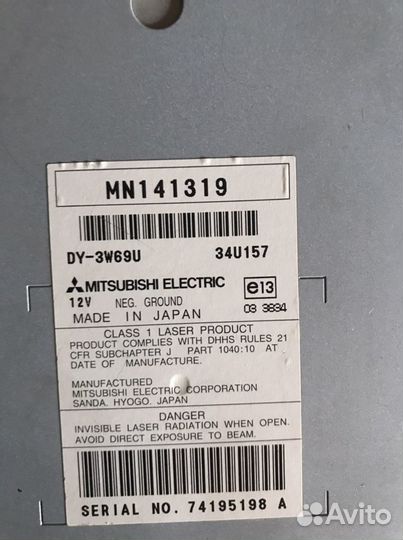 MN141319
DY-3W69U 34U157
MITSUBISHI ELECTRIC e13
12V NEG. GROUND 03 3834
MADE IN JAPAN
CLASS 1 LASER PRODUCT
PRODUCT COMPLIES WITH DHHS RULES 21
CFR SUBCHAPTER J PART 1040:10 AT
DATE OF MANUFACTURE.
MANUFACTURED
MITSUBISHI ELECTRIC CORPORATION
SANDA, HYOGO, JAPAN
DANGER
INVISIBLE LASER RADIATION WHEN OPEN.
AVOID DIRECT EXPOSURE TO BEAM.
SERIAL NO. 74195198 A
Avito